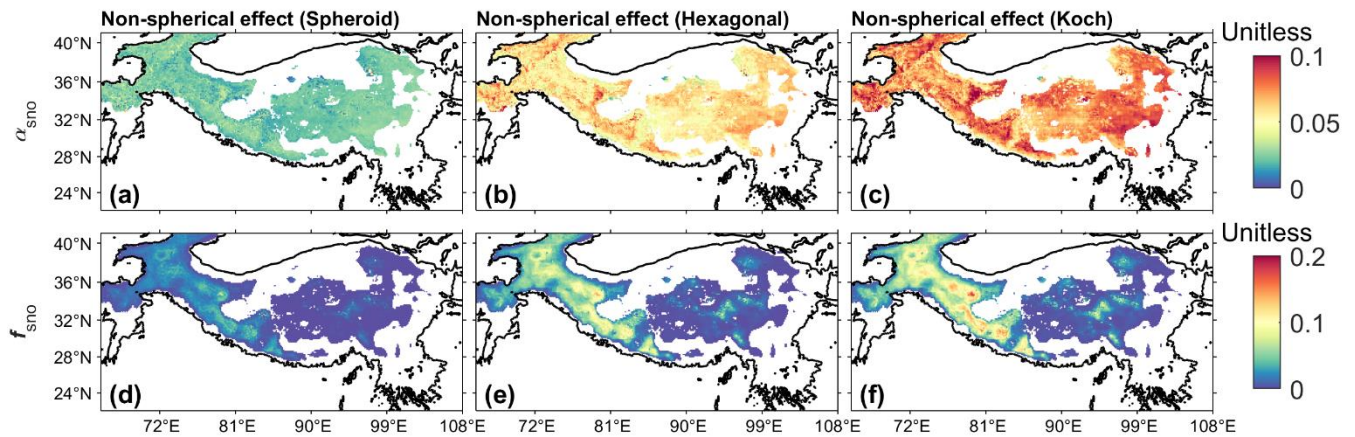 Non-spherical effect (Spheroid) Non-spherical effect (Hexagonal) Non-spherical effect (Koch) Unitless
40°N 0.1
36°N
α sno 32°N 0.05
28°N
24°N (a) (b) (c) 0
Unitless
40°N 0.2
36°N
f sno 32°N 0.1
28°N
24°N (d) (e) (f) 0
72°E 81°E 90°E 99°E 108°E 72°E 81°E 90°E 99°E 108°E 72°E 81°E 90°E 99°E 108°E